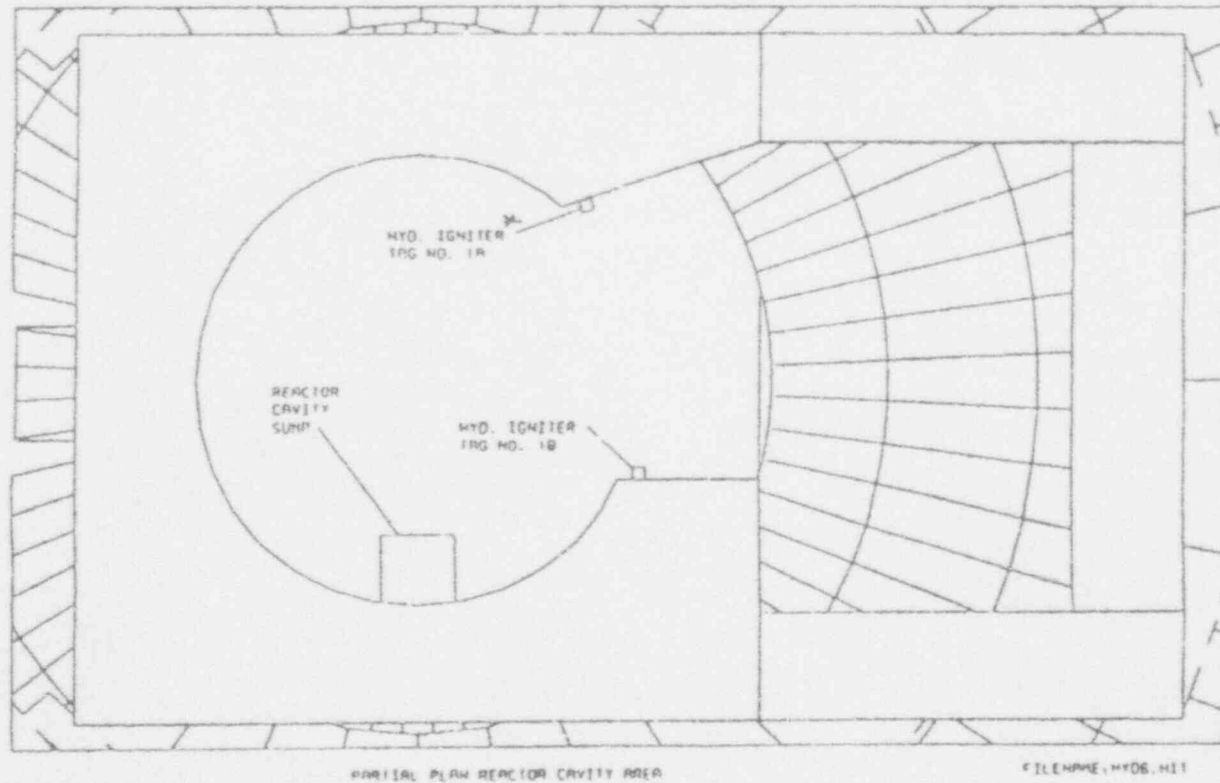 HYD. IGNITER
TAG NO. 1A
REACTOR
CAVITY
SUMP
HYD. IGNITER
TAG NO. 1B
PARTIAL PLAN REACTOR CAVITY AREA
FILENAME:HYD6.HIT